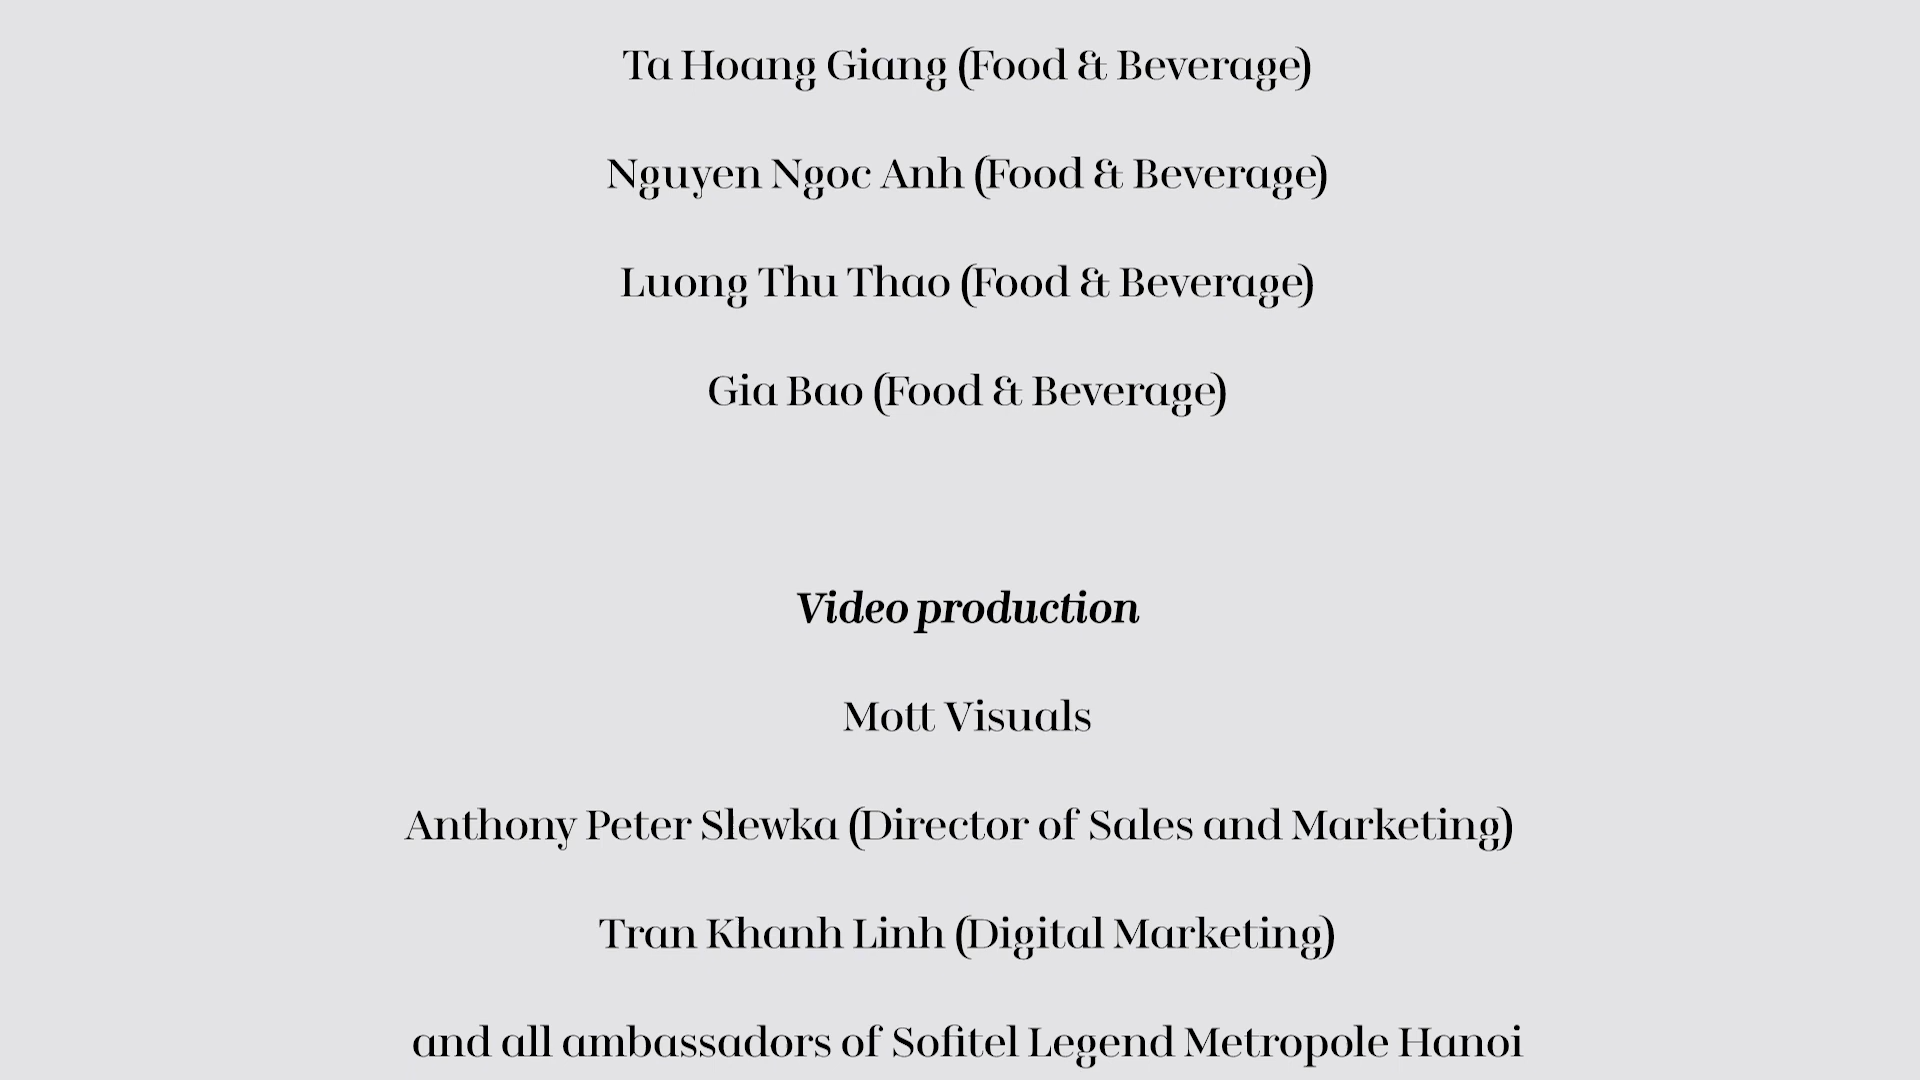 Ta Hoang Giang (Food & Beverage)
Nguyen Ngoc Anh (Food & Beverage)
Luong Thu Thao (Food & Beverage)
Gia Bao (Food & Beverage)
Video production
Mott Visuals
Anthony Peter Slewka (Director of Sales and Marketing)
Tran Khanh Linh (Digital Marketing)
and all ambassadors of Sofitel Legend Metropole Hanoi